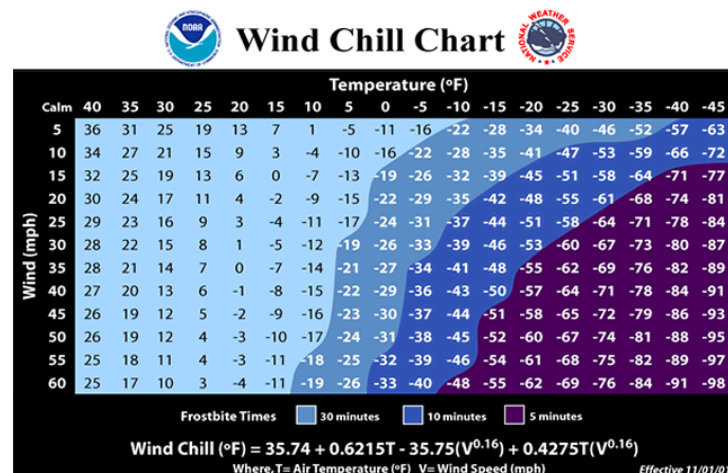 NOAA
Wind Chill Chart
NATIONAL WEATHER SERVICE
Temperature (ºF)
Calm 40 35 30 25 20 15 10 5 0 -5 -10 -15 -20 -25 -30 -35 -40 -45
Wind (mph)
5 36 31 25 19 13 7 1 -5 -11 -16 -22 -28 -34 -40 -46 -52 -57 -63
10 34 27 21 15 9 3 -4 -10 -16 -22 -28 -35 -41 -47 -53 -59 -66 -72
15 32 25 19 13 6 0 -7 -13 -19 -26 -32 -39 -45 -51 -58 -64 -71 -77
20 30 24 17 11 4 -2 -9 -15 -22 -29 -35 -42 -48 -55 -61 -68 -74 -81
25 29 23 16 9 3 -4 -11 -17 -24 -31 -37 -44 -51 -58 -64 -71 -78 -84
30 28 22 15 8 1 -5 -12 -19 -26 -33 -39 -46 -53 -60 -67 -73 -80 -87
35 28 21 14 7 0 -7 -14 -21 -27 -34 -41 -48 -55 -62 -69 -76 -82 -89
40 27 20 13 6 -1 -8 -15 -22 -29 -36 -43 -50 -57 -64 -71 -78 -84 -91
45 26 19 12 5 -2 -9 -16 -23 -30 -37 -44 -51 -58 -65 -72 -79 -86 -93
50 26 19 12 4 -3 -10 -17 -24 -31 -38 -45 -52 -60 -67 -74 -81 -88 -95
55 25 18 11 4 -3 -11 -18 -25 -32 -39 -46 -54 -61 -68 -75 -82 -89 -97
60 25 17 10 3 -4 -11 -19 -26 -33 -40 -48 -55 -62 -69 -76 -84 -91 -98
Frostbite Times 30 minutes 10 minutes 5 minutes
Wind Chill (ºF) = 35.74 + 0.6215T - 35.75(V^0.16) + 0.4275T(V^0.16)
Where, T= Air Temperature (ºF) V= Wind Speed (mph)
Effective 11/01/0